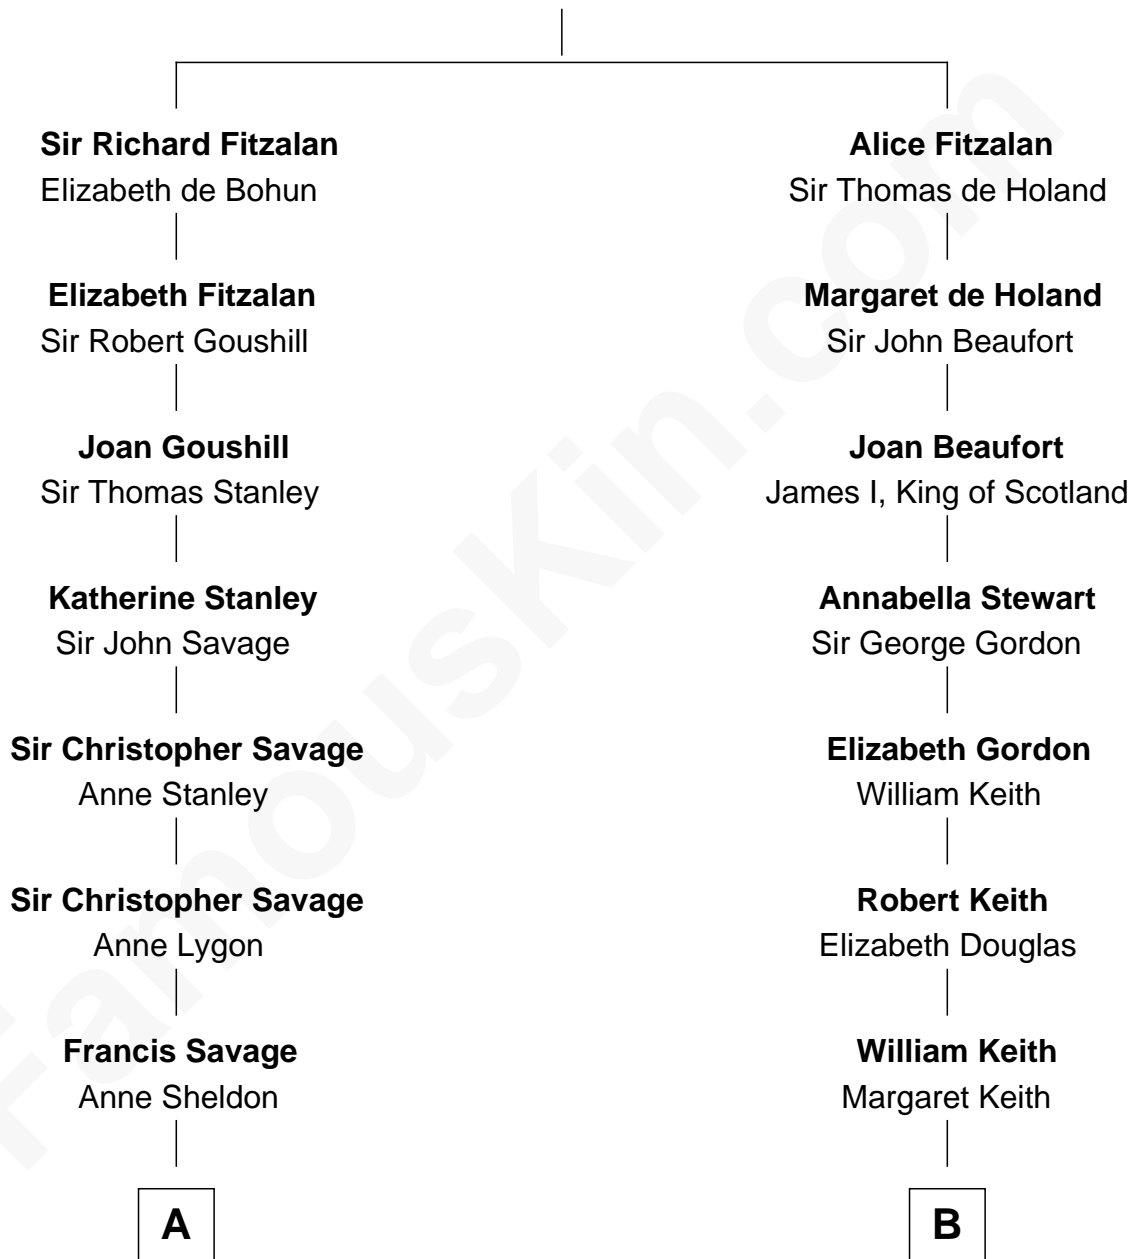 Sir Richard Fitzalan
Elizabeth de Bohun
Elizabeth Fitzalan
Sir Robert Goushill
Joan Goushill
Sir Thomas Stanley
Katherine Stanley
Sir John Savage
Sir Christopher Savage
Anne Stanley
Sir Christopher Savage
Anne Lygon
Francis Savage
Anne Sheldon
A
Alice Fitzalan
Sir Thomas de Holand
Margaret de Holand
Sir John Beaufort
Joan Beaufort
James I, King of Scotland
Annabella Stewart
Sir George Gordon
Elizabeth Gordon
William Keith
Robert Keith
Elizabeth Douglas
William Keith
Margaret Keith
B
FamousKin.com